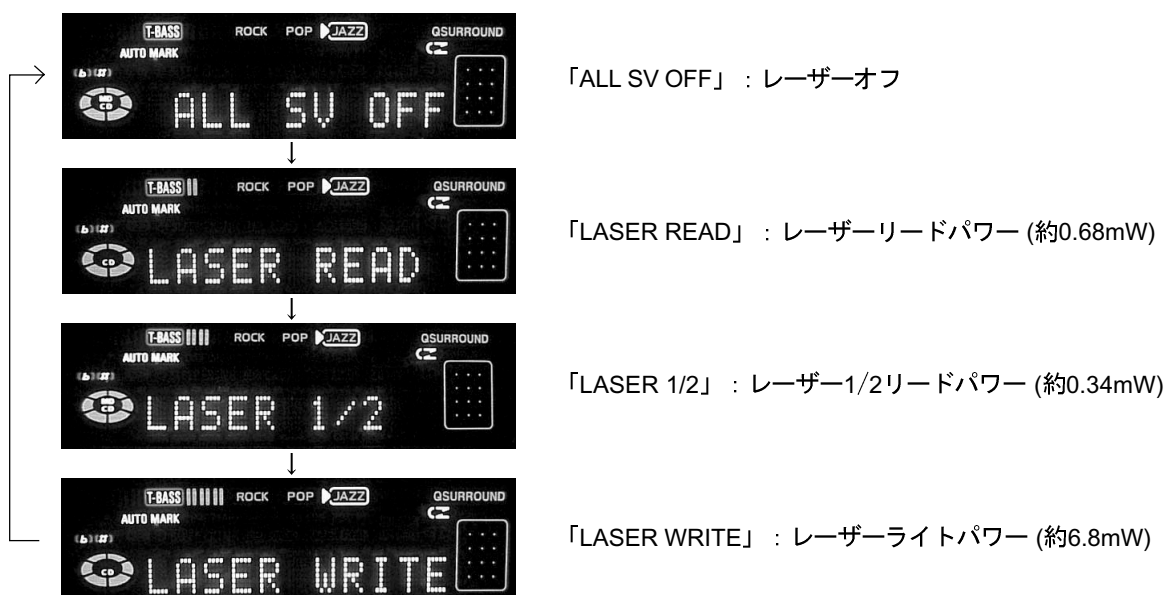 T-BASS ROCK POP JAZZ QSURROUND
AUTO MARK
(b)(#)
MD
CD
ALL SV OFF
「ALL SV OFF」 : レーザーオフ
T-BASS ROCK POP JAZZ QSURROUND
AUTO MARK
(b)(#)
CD
LASER READ
「LASER READ」 : レーザーリードパワー (約0.68mW)
T-BASS ROCK POP JAZZ QSURROUND
AUTO MARK
(b)(#)
MD
CD
LASER 1/2
「LASER 1/2」 : レーザー1/2リードパワー (約0.34mW)
T-BASS ROCK POP JAZZ QSURROUND
AUTO MARK
(b)(#)
CD
LASER WRITE
「LASER WRITE」 : レーザーライトパワー (約6.8mW)